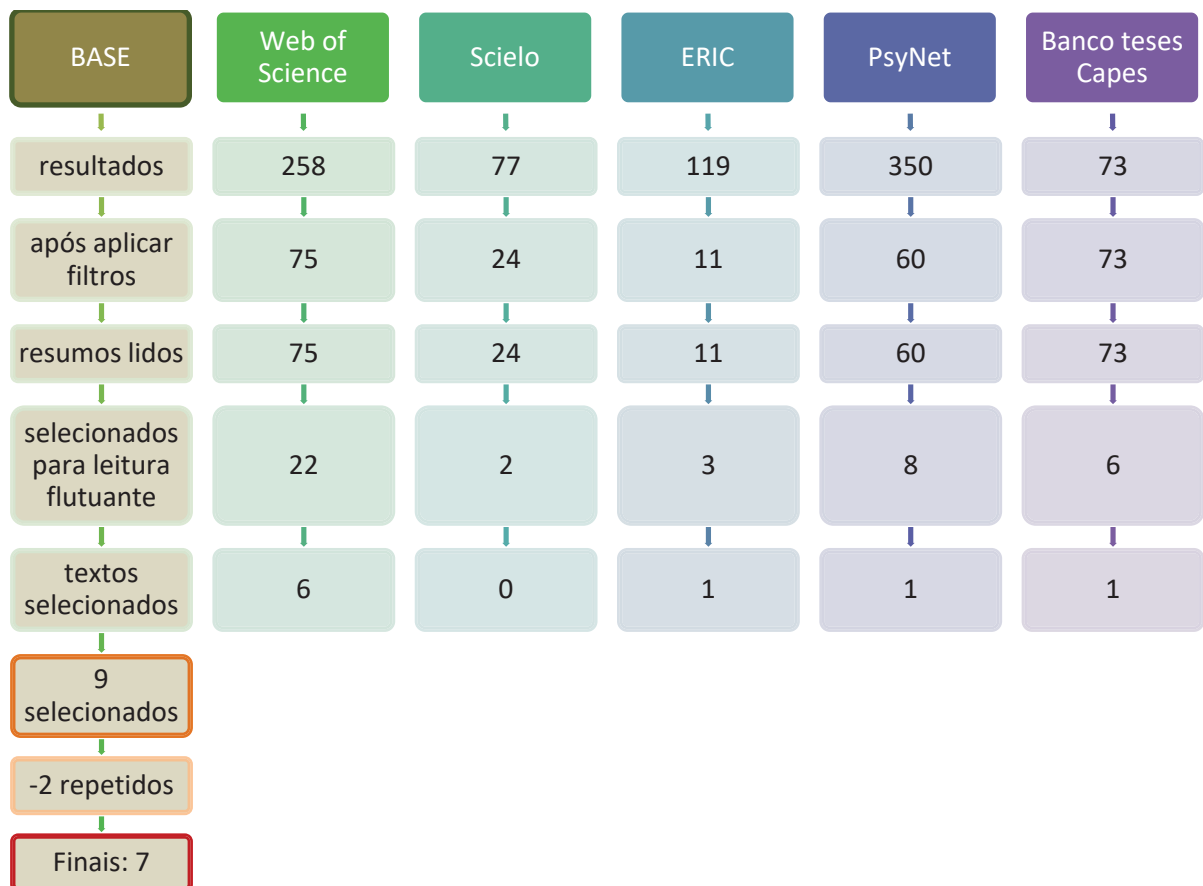 BASE
Web of
Science
Scielo
ERIC
PsyNet
Banco teses
Capes
resultados
258
77
119
350
73
após aplicar
filtros
75
24
11
60
73
resumos lidos
75
24
11
60
73
selecionados
para leitura
flutuante
22
2
3
8
6
textos
selecionados
6
0
1
1
1
9
selecionados
-2 repetidos
Finais: 7